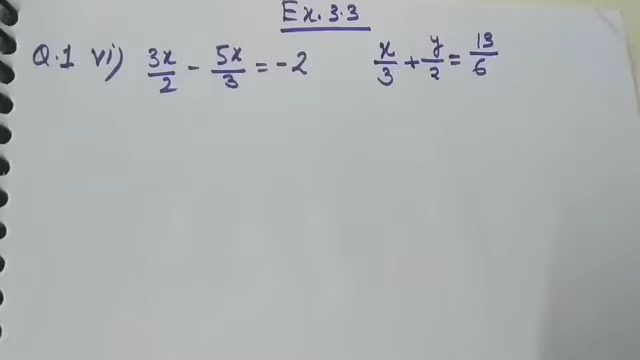 Ex. 3.3
Q.1 vi) 3x/2 - 5x/3 = -2 x/3 + y/2 = 13/6